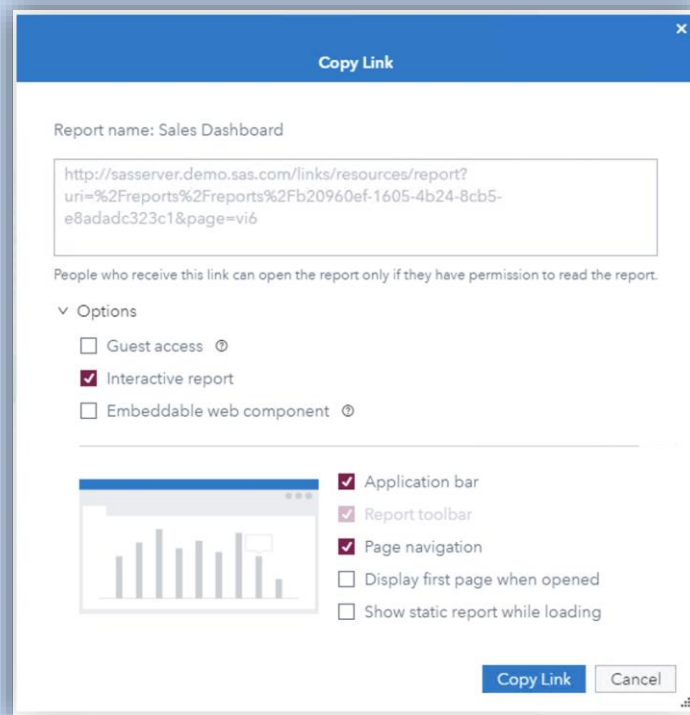 Copy Link
Report name: Sales Dashboard
http://sasserver.demo.sas.com/links/resources/report?
uri=%2Freports%2Freports%2Fb20960ef-1605-4b24-8cb5-
e8adadc323c1&page=vi6
People who receive this link can open the report only if they have permission to read the report.
Options
Guest access
Interactive report
Embeddable web component
Application bar
Report toolbar
Page navigation
Display first page when opened
Show static report while loading
Copy Link
Cancel